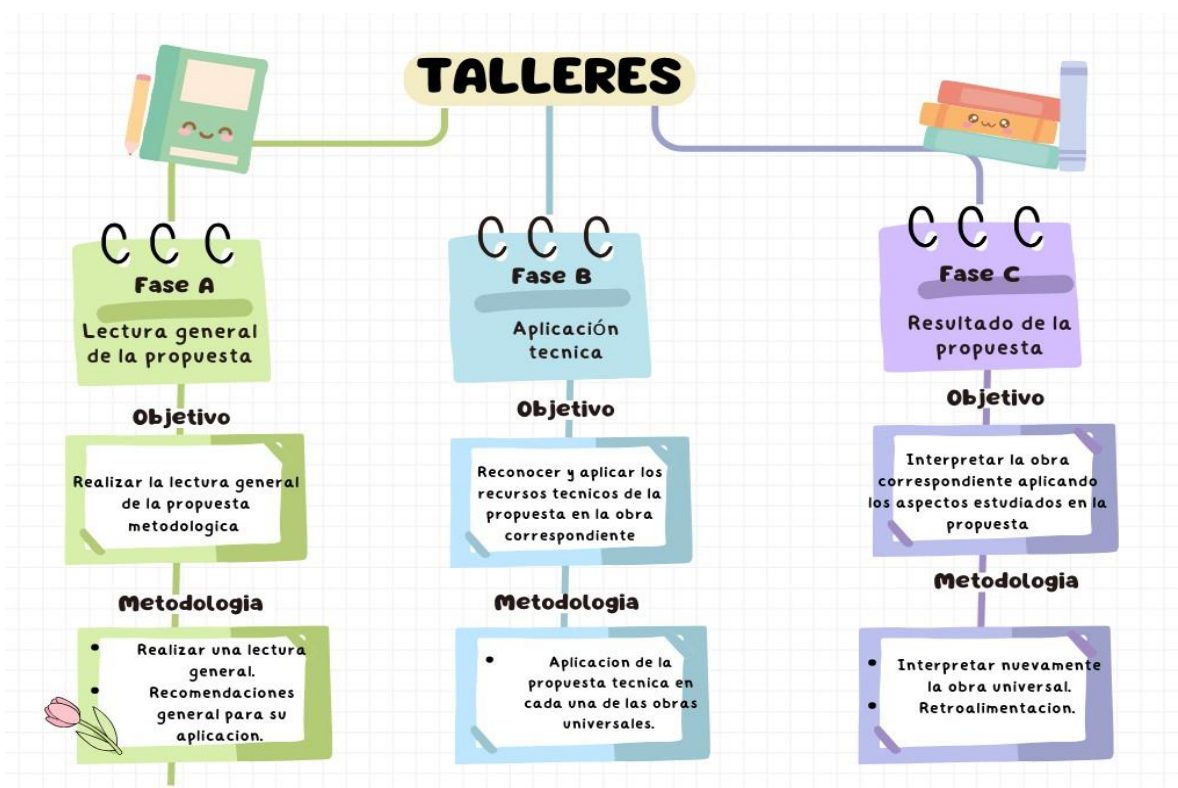 TALLERES
Fase A
Lectura general
de la propuesta
Objetivo
Realizar la lectura general
de la propuesta
metodologica
Metodologia
• Realizar una lectura
general.
• Recomendaciones
general para su
aplicacion.
Fase B
Aplicación
tecnica
Objetivo
Reconocer y aplicar los
recursos tecnicos de la
propuesta en la obra
correspondiente
Metodologia
• Aplicacion de la
propuesta tecnica en
cada una de las obras
universales.
Fase C
Resultado de la
propuesta
Objetivo
Interpretar la obra
correspondiente aplicando
los aspectos estudiados en la
propuesta
Metodologia
• Interpretar nuevamente
la obra universal.
• Retroalimentacion.